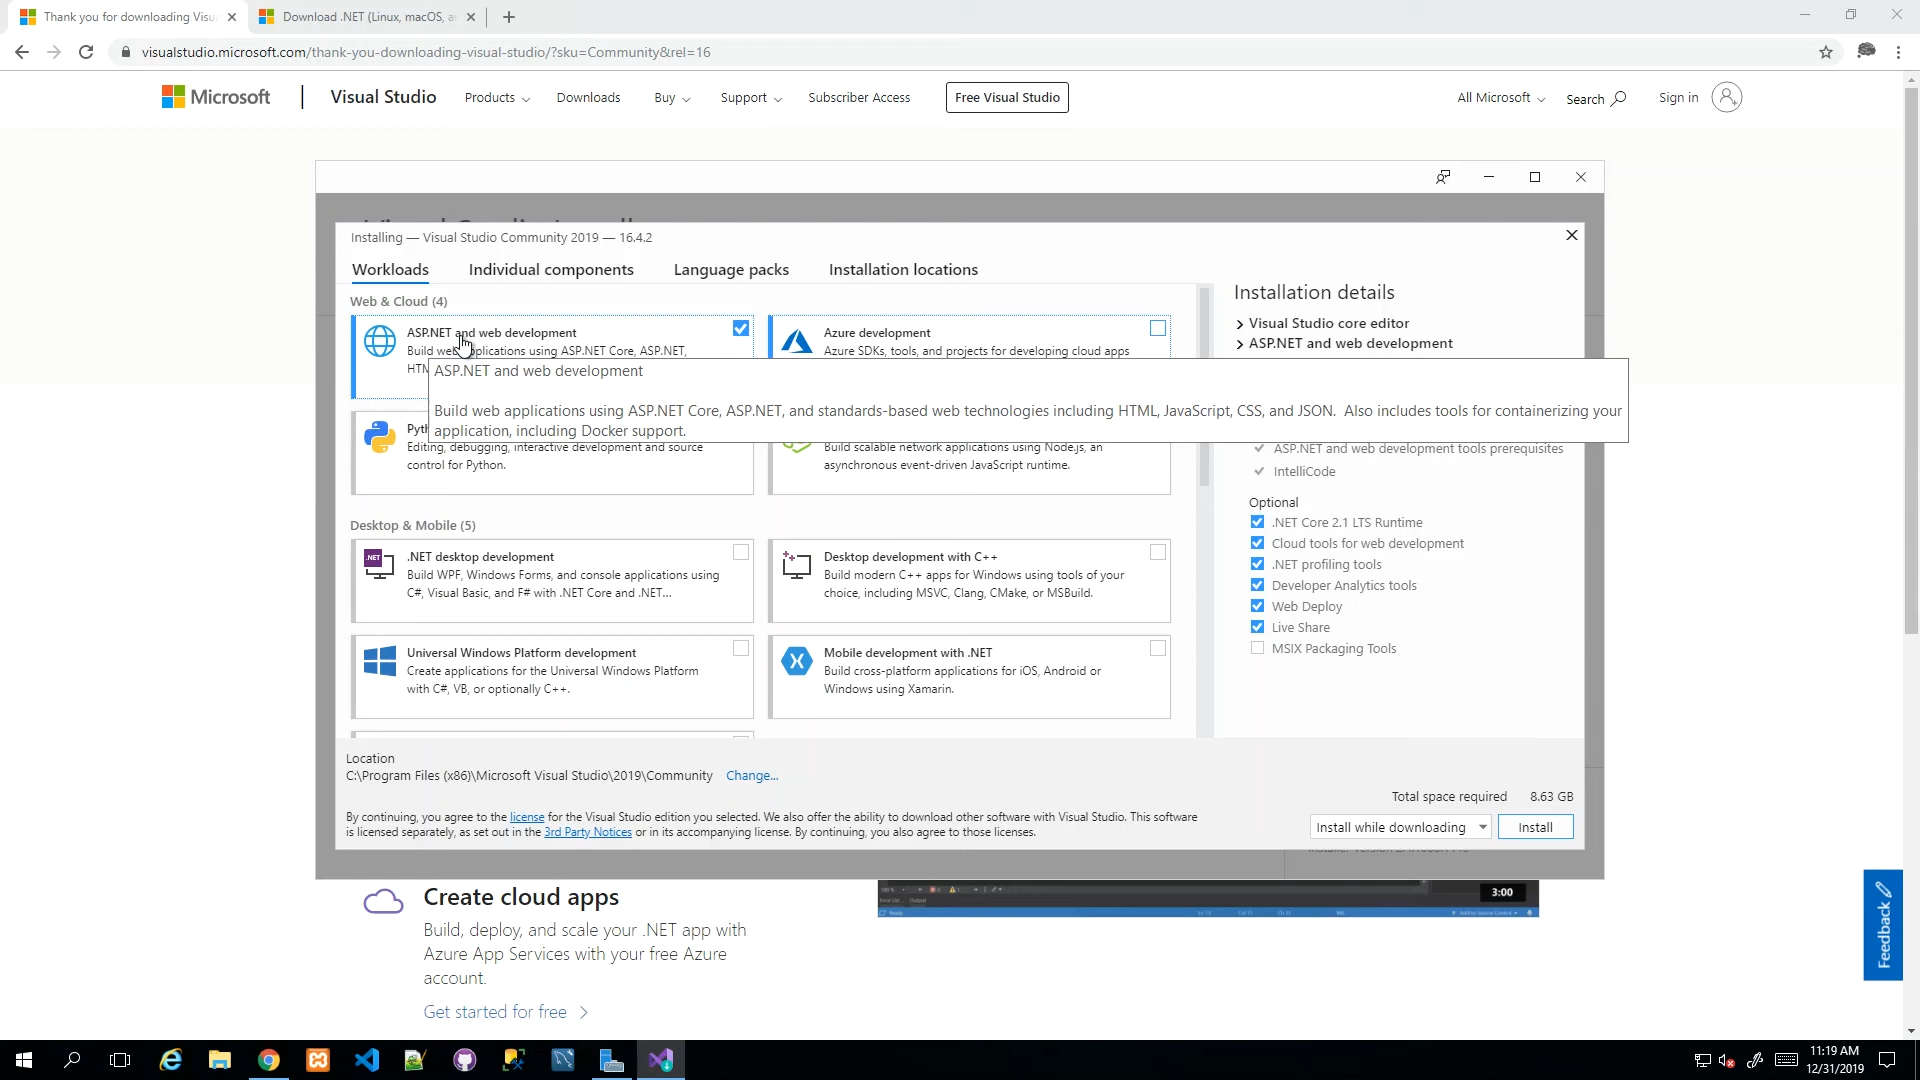 Thank you for downloading Visu
Download .NET (Linux, macOS, a
visualstudio.microsoft.com/thank-you-downloading-visual-studio/?sku=Community&rel=16
Microsoft
Visual Studio
Products
Downloads
Buy
Support
Subscriber Access
Free Visual Studio
All Microsoft
Search
Sign in
Installing — Visual Studio Community 2019 — 16.4.2
Workloads
Individual components
Language packs
Installation locations
Web & Cloud (4)
ASP.NET and web development
Build web applications using ASP.NET Core, ASP.NET,
HTM
Azure development
Azure SDKs, tools, and projects for developing cloud apps
ASP.NET and web development
Build web applications using ASP.NET Core, ASP.NET, and standards-based web technologies including HTML, JavaScript, CSS, and JSON.  Also includes tools for containerizing your
application, including Docker support.
Pyth
Editing, debugging, interactive development and source
control for Python.
Build scalable network applications using Node.js, an
asynchronous event-driven JavaScript runtime.
Desktop & Mobile (5)
.NET desktop development
Build WPF, Windows Forms, and console applications using
C#, Visual Basic, and F# with .NET Core and .NET...
Desktop development with C++
Build modern C++ apps for Windows using tools of your
choice, including MSVC, Clang, CMake, or MSBuild.
Universal Windows Platform development
Create applications for the Universal Windows Platform
with C#, VB, or optionally C++.
Mobile development with .NET
Build cross-platform applications for iOS, Android or
Windows using Xamarin.
Installation details
Visual Studio core editor
ASP.NET and web development
ASP.NET and web development tools prerequisites
IntelliCode
Optional
.NET Core 2.1 LTS Runtime
Cloud tools for web development
.NET profiling tools
Developer Analytics tools
Web Deploy
Live Share
MSIX Packaging Tools
Location
C:\Program Files (x86)\Microsoft Visual Studio\2019\Community
Change...
Total space required 8.63 GB
By continuing, you agree to the license for the Visual Studio edition you selected. We also offer the ability to download other software with Visual Studio. This software
is licensed separately, as set out in the 3rd Party Notices or in its accompanying license. By continuing, you also agree to those licenses.
Install while downloading
Install
Create cloud apps
Build, deploy, and scale your .NET app with
Azure App Services with your free Azure
account.
Get started for free
3:00
Feedback
11:19 AM
12/31/2019